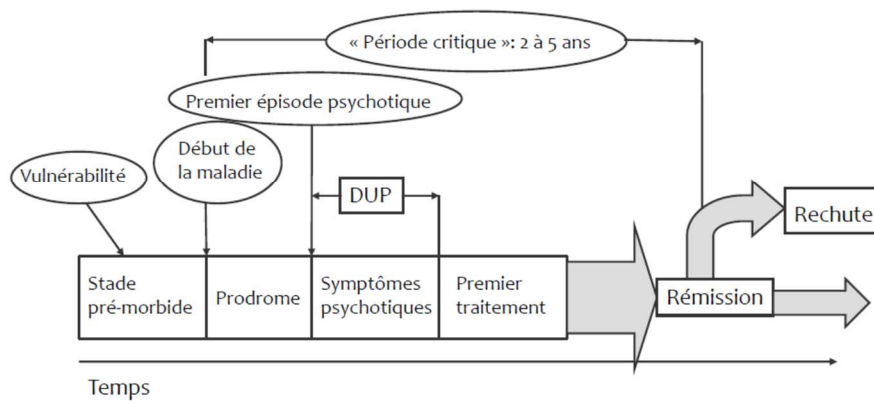 « Période critique »: 2 à 5 ans
Premier épisode psychotique
Début de
la maladie
Vulnérabilité
DUP
Rechute
Stade
pré-morbide
Prodrome
Symptômes
psychotiques
Premier
traitement
Rémission
Temps